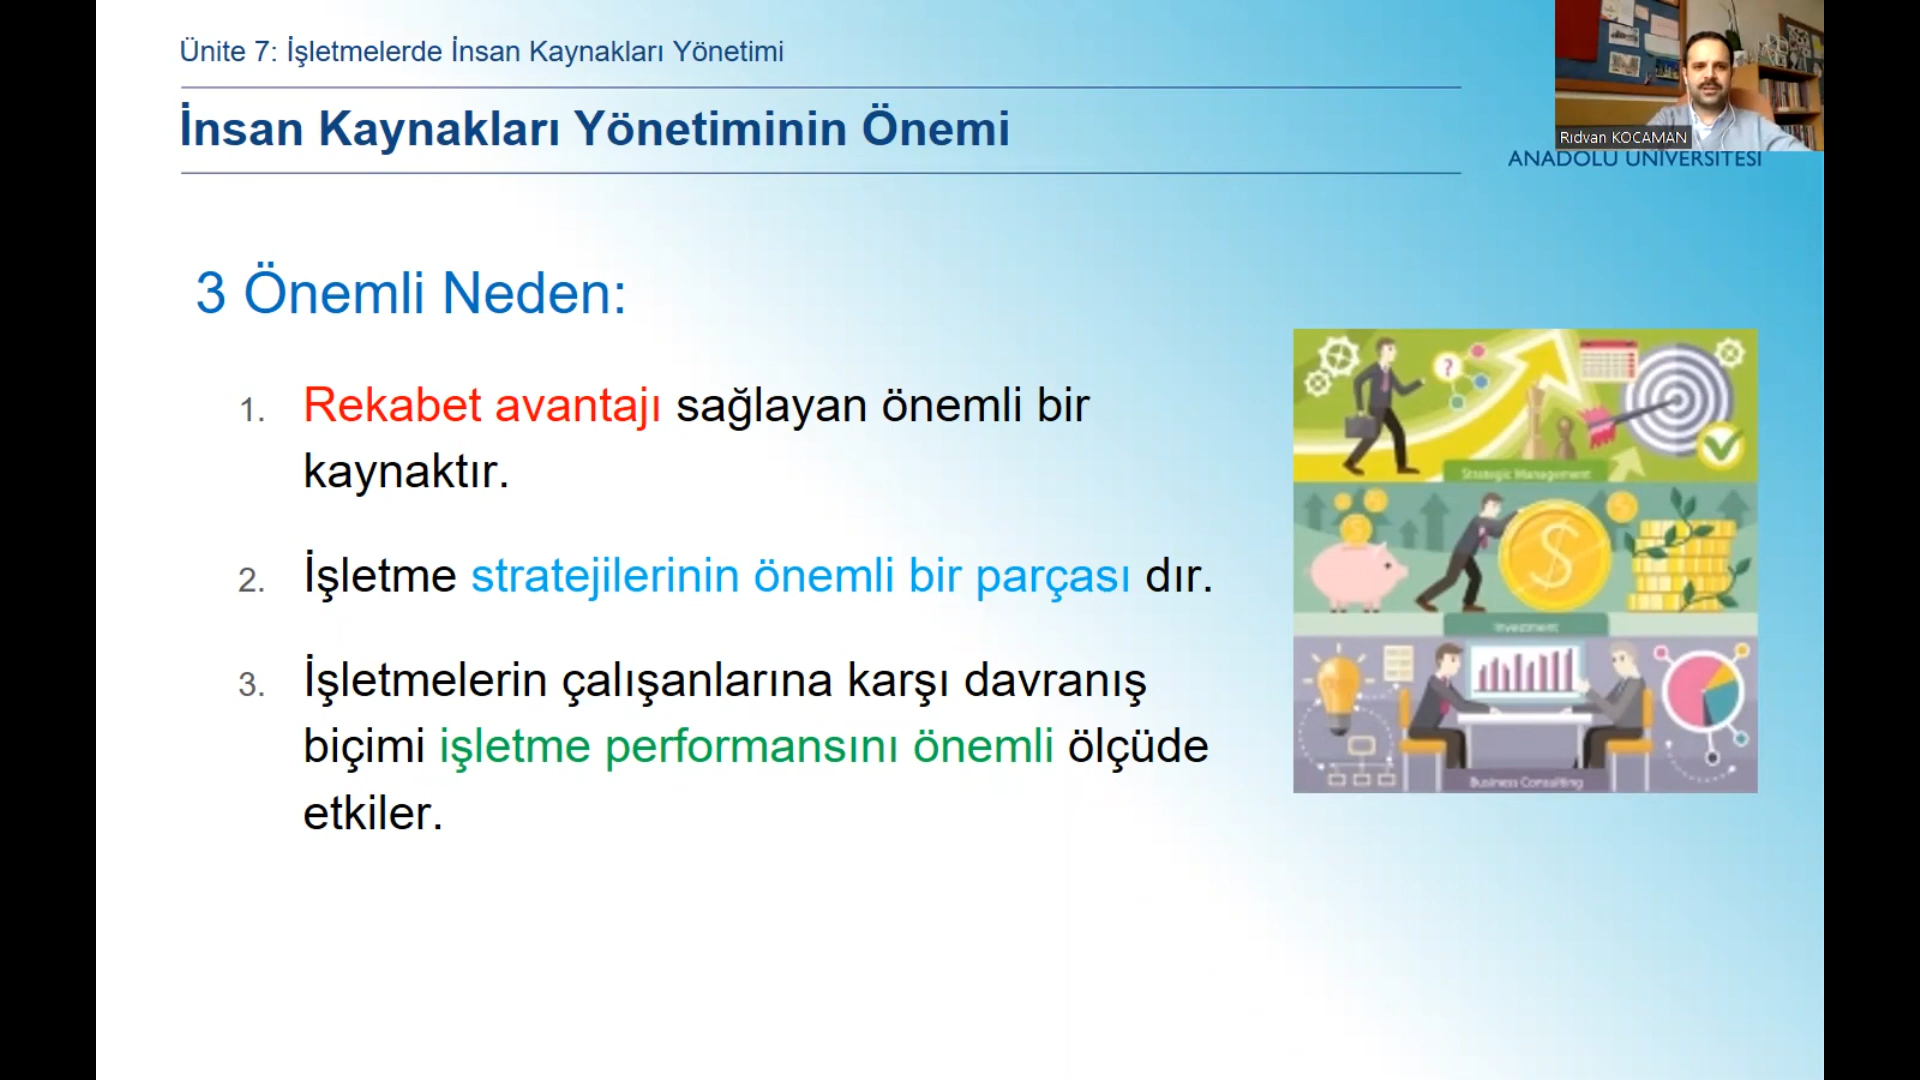 Ünite 7: İşletmelerde İnsan Kaynakları Yönetimi
İnsan Kaynakları Yönetiminin Önemi
Rıdvan KOCAMAN
ANADOLU ÜNİVERSİTESİ
3 Önemli Neden:
1. Rekabet avantajı sağlayan önemli bir
kaynaktır.
2. İşletme stratejilerinin önemli bir parçası dır.
3. İşletmelerin çalışanlarına karşı davranış
biçimi işletme performansını önemli ölçüde
etkiler.
?
Strategic Management
$
Investment
Business Consulting